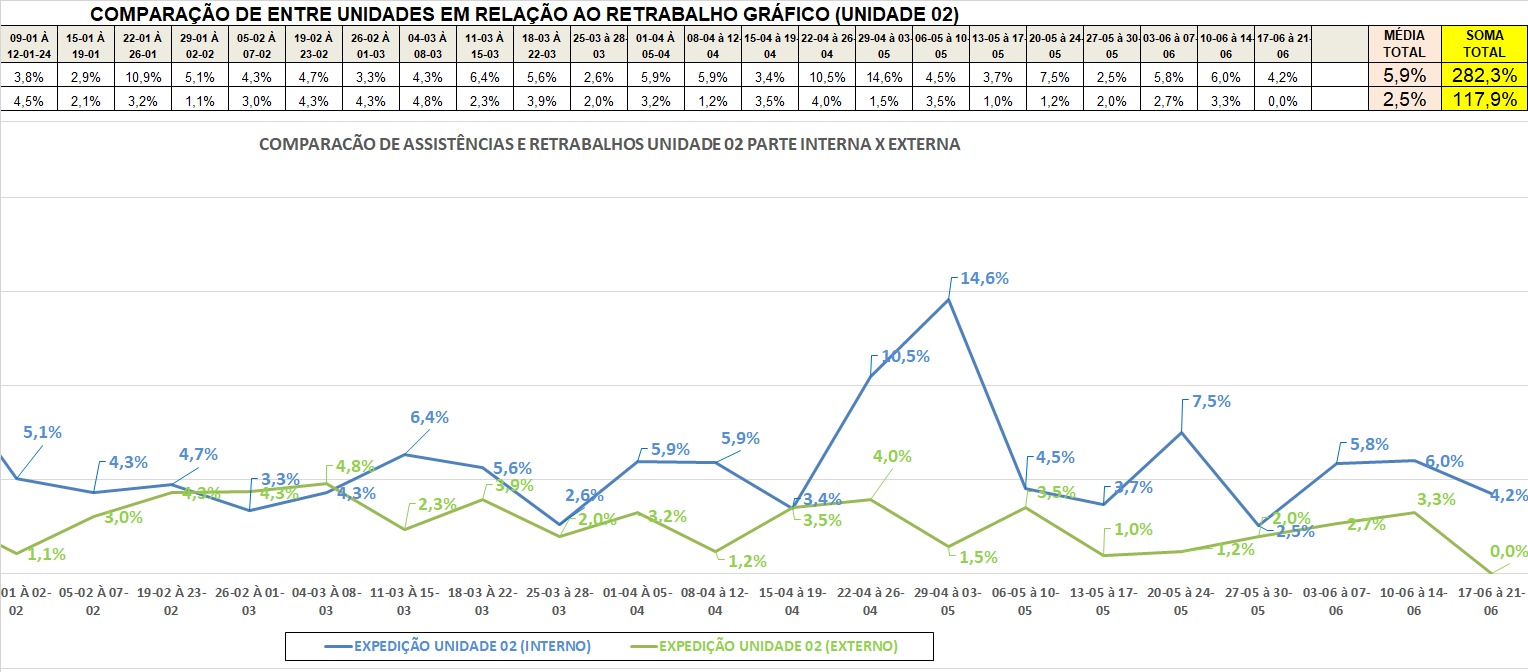 COMPARAÇÃO DE ENTRE UNIDADES EM RELAÇÃO AO RETRABALHO GRÁFICO (UNIDADE 02)
09-01 À 12-01-24 15-01 À 19-01 22-01 À 26-01 29-01 À 02-02 05-02 À 07-02 19-02 À 23-02 26-02 À 01-03 04-03 À 08-03 11-03 À 15-03 18-03 À 22-03 25-03 à 28-03 01-04 À 05-04 08-04 à 12-04 15-04 à 19-04 22-04 à 26-04 29-04 à 03-05 06-05 à 10-05 13-05 à 17-05 20-05 à 24-05 27-05 à 30-05 03-06 à 07-06 10-06 à 14-06 17-06 à 21-06 MÉDIA TOTAL SOMA TOTAL
3,8% 2,9% 10,9% 5,1% 4,3% 4,7% 3,3% 4,3% 6,4% 5,6% 2,6% 5,9% 5,9% 3,4% 10,5% 14,6% 4,5% 3,7% 7,5% 2,5% 5,8% 6,0% 4,2% 5,9% 282,3%
4,5% 2,1% 3,2% 1,1% 3,0% 4,3% 4,3% 4,8% 2,3% 3,9% 2,0% 3,2% 1,2% 3,5% 4,0% 1,5% 3,5% 1,0% 1,2% 2,0% 2,7% 3,3% 0,0% 2,5% 117,9%
COMPARACÃO DE ASSISTÊNCIAS E RETRABALHOS UNIDADE 02 PARTE INTERNA X EXTERNA
5,1% 4,3% 4,7% 3,3% 4,3% 6,4% 5,6% 2,6% 5,9% 5,9% 3,4% 10,5% 14,6% 4,5% 3,7% 7,5% 2,5% 5,8% 6,0% 4,2%
1,1% 3,0% 4,3% 4,3% 4,8% 2,3% 3,9% 2,0% 3,2% 1,2% 3,5% 4,0% 1,5% 3,5% 1,0% 1,2% 2,0% 2,7% 3,3% 0,0%
01 À 02-02 05-02 À 07-02 19-02 À 23-02 26-02 À 01-03 04-03 À 08-03 11-03 À 15-03 18-03 À 22-03 25-03 à 28-03 01-04 À 05-04 08-04 à 12-04 15-04 à 19-04 22-04 à 26-04 29-04 à 03-05 06-05 à 10-05 13-05 à 17-05 20-05 à 24-05 27-05 à 30-05 03-06 à 07-06 10-06 à 14-06 17-06 à 21-06
EXPEDIÇÃO UNIDADE 02 (INTERNO) EXPEDIÇÃO UNIDADE 02 (EXTERNO)